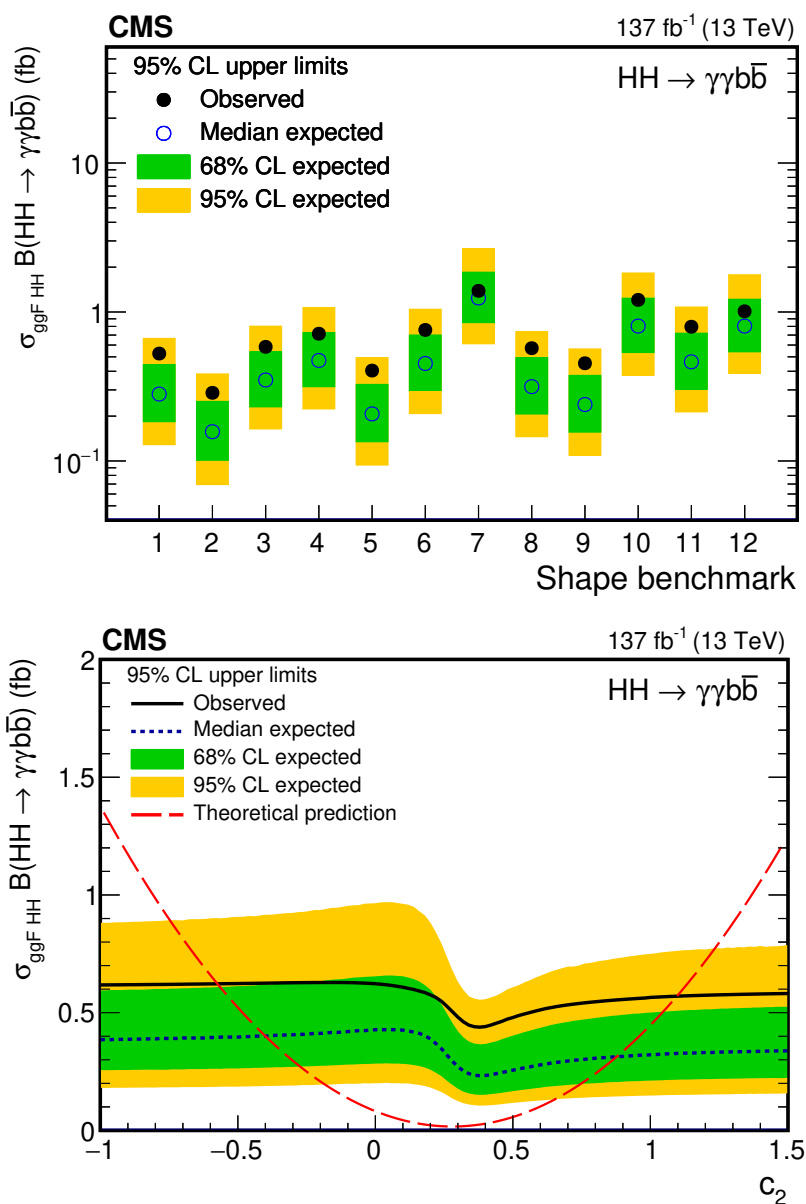 CMS 137 fb⁻¹ (13 TeV)
95% CL upper limits
HH → γγbb̅
Observed
Median expected
68% CL expected
95% CL expected
σggF HH B(HH → γγbb̅) (fb)
10
1
10⁻¹
1 2 3 4 5 6 7 8 9 10 11 12
Shape benchmark
CMS 137 fb⁻¹ (13 TeV)
95% CL upper limits
HH → γγbb̅
Observed
Median expected
68% CL expected
95% CL expected
Theoretical prediction
σggF HH B(HH → γγbb̅) (fb)
2
1.5
1
0.5
0
−1 −0.5 0 0.5 1 1.5
c₂